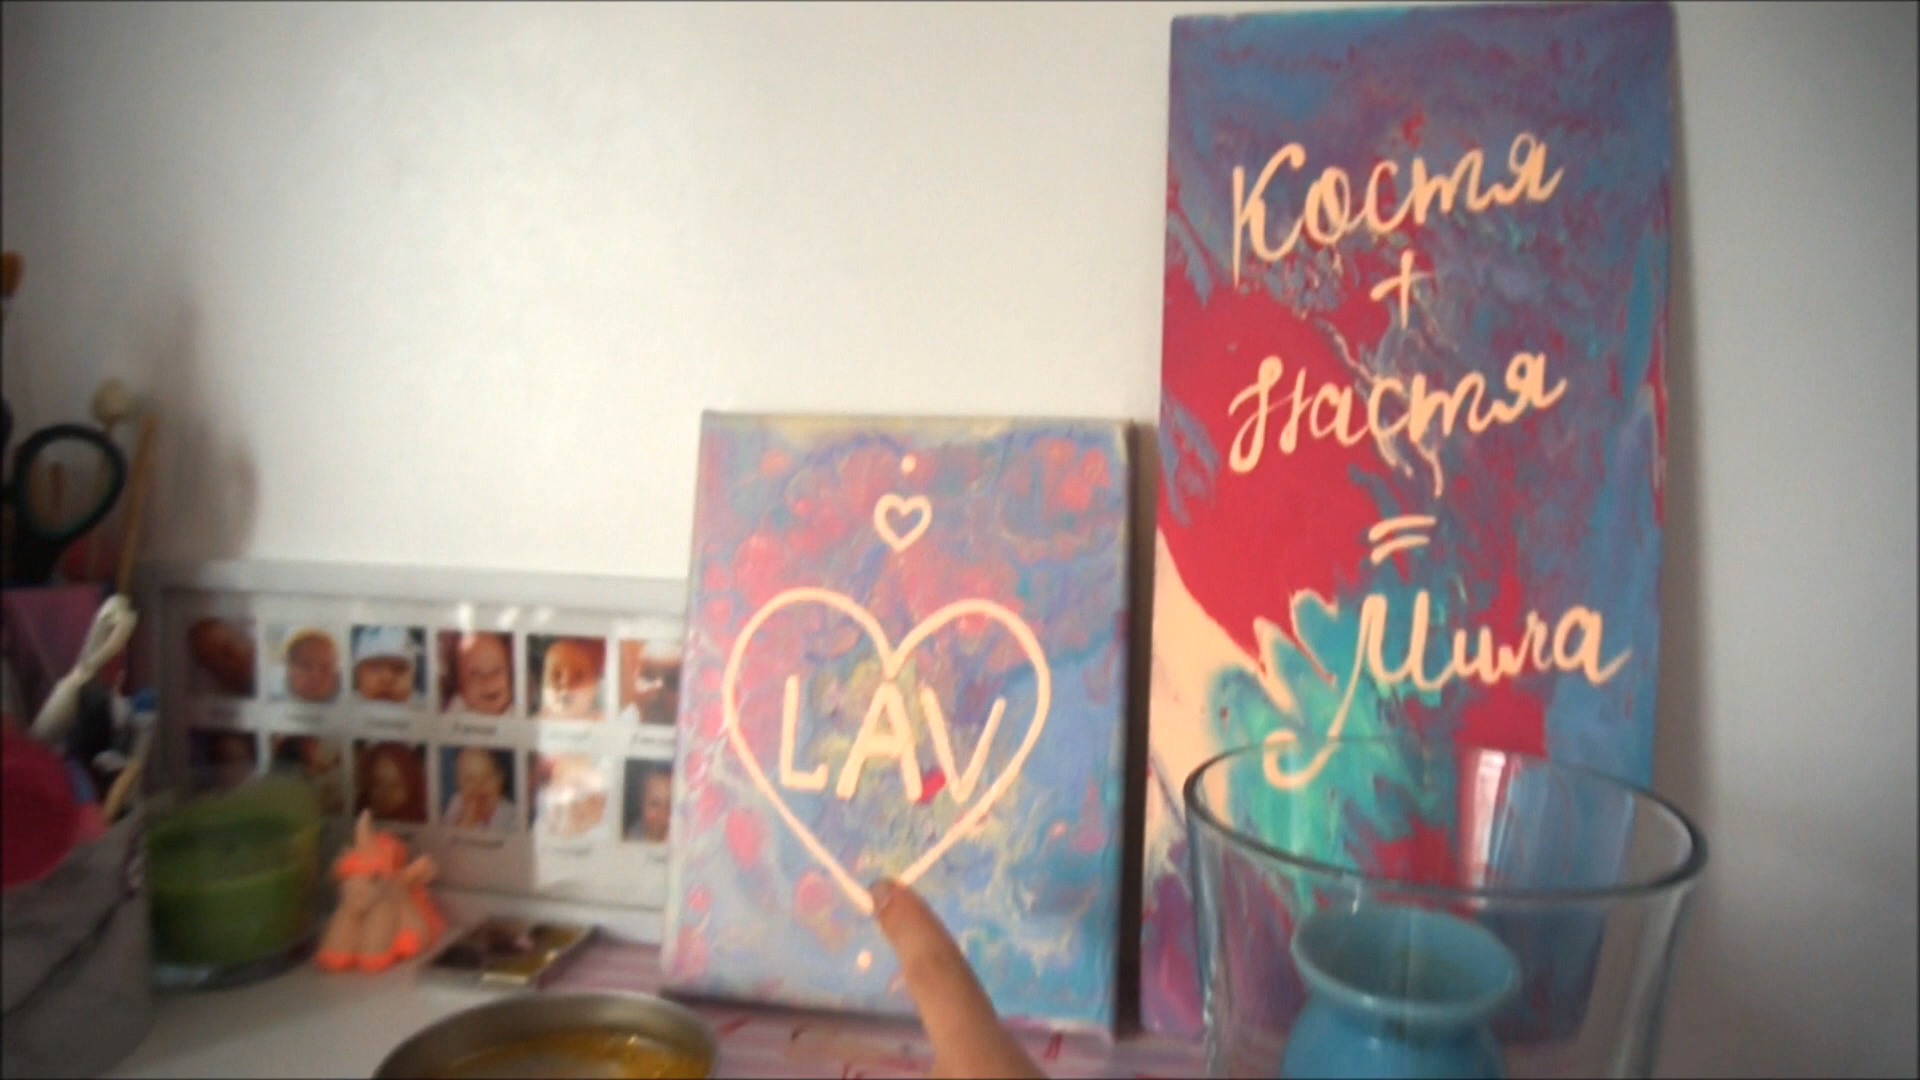 LAV
Костя
+
Настя
=
Мила